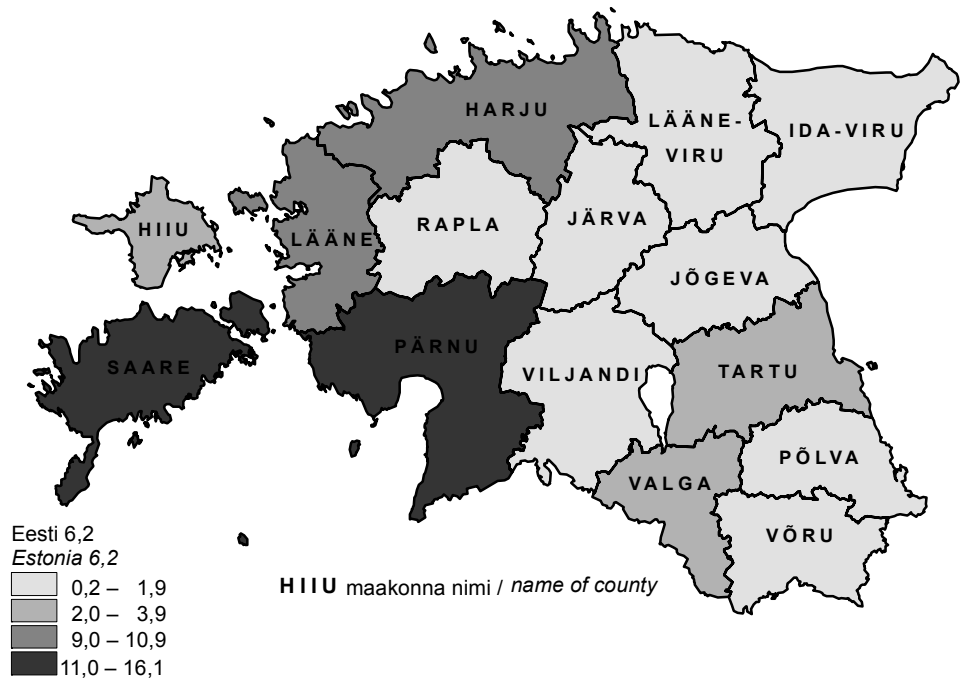 HARJU
LÄÄNE-
VIRU
IDA-VIRU
HIIU
LÄÄNE
RAPLA
JÄRVA
JÕGEVA
SAARE
PÄRNU
VILJANDI
TARTU
VALGA
PÕLVA
VÕRU
Eesti 6,2
Estonia 6,2
0,2 – 1,9
2,0 – 3,9
9,0 – 10,9
11,0 – 16,1
HIIU maakonna nimi / name of county